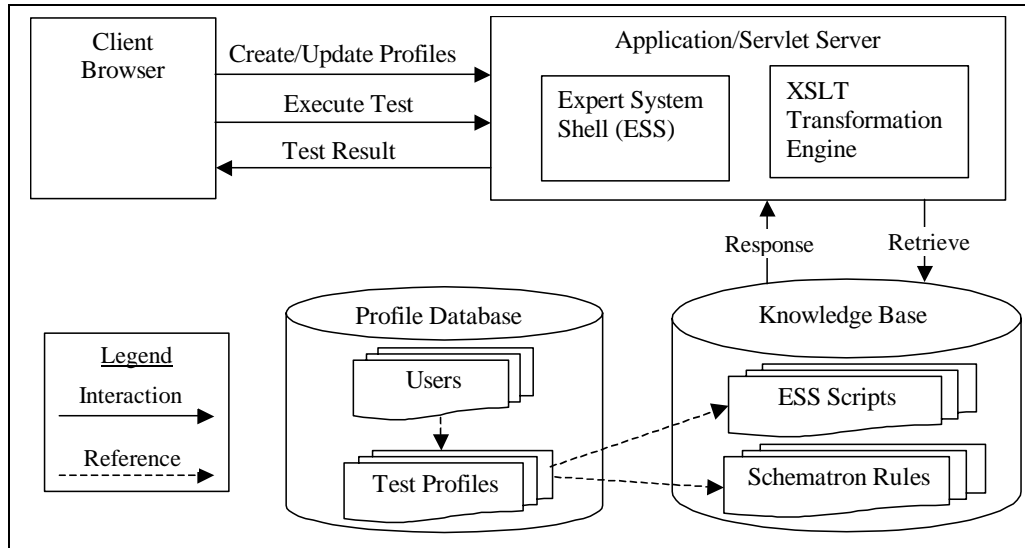 Client
Browser
Create/Update Profiles
Execute Test
Test Result
Application/Servlet Server
Expert System
Shell (ESS)
XSLT
Transformation
Engine
Response
Retrieve
Profile Database
Users
Test Profiles
Knowledge Base
ESS Scripts
Schematron Rules
Legend
Interaction
Reference